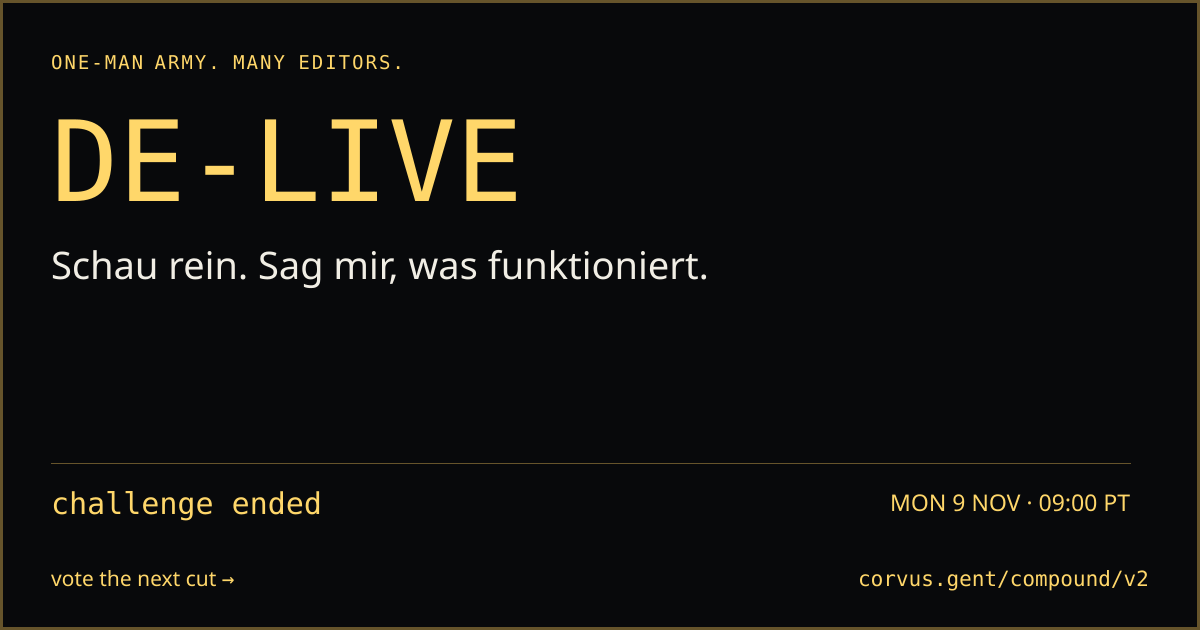 ONE-MAN ARMY. MANY EDITORS.
DE-LIVE
Schau rein. Sag mir, was funktioniert.
challenge ended
MON 9 NOV · 09:00 PT
vote the next cut →
corvus.gent/compound/v2